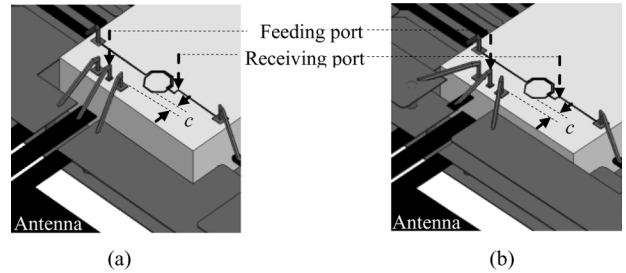 Feeding port
Receiving port
c
c
Antenna
Antenna
(a)
(b)